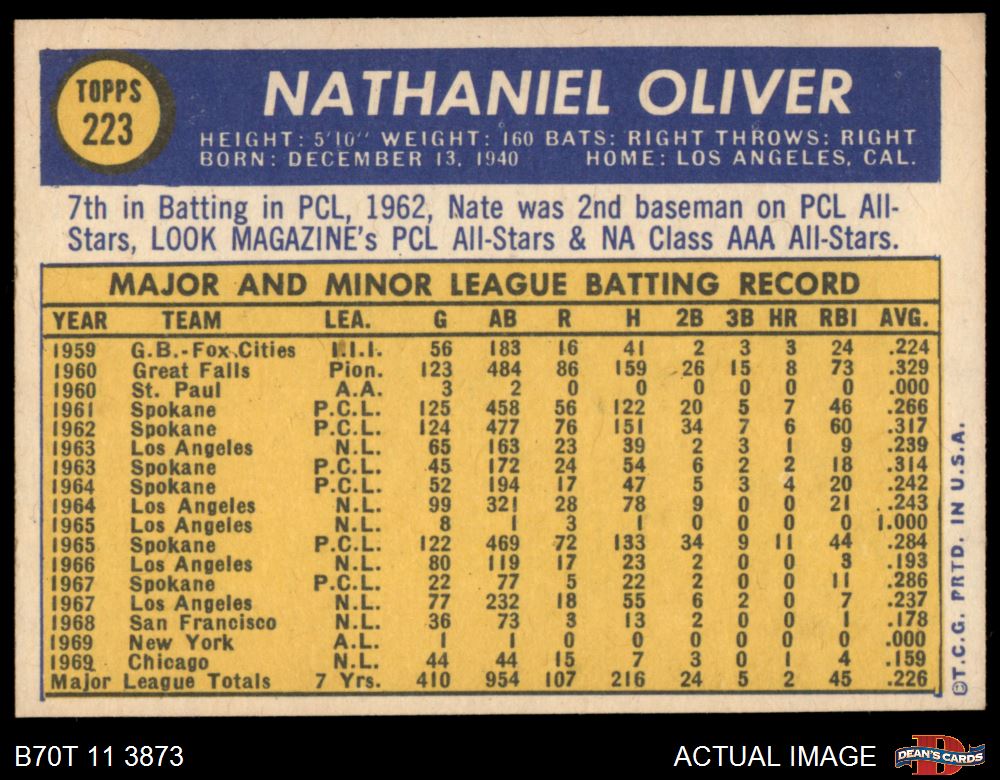 TOPPS
223
NATHANIEL OLIVER
HEIGHT: 5'10" WEIGHT: 160 BATS: RIGHT THROWS: RIGHT
BORN: DECEMBER 13, 1940 HOME: LOS ANGELES, CAL.
7th in Batting in PCL, 1962, Nate was 2nd baseman on PCL All-
Stars, LOOK MAGAZINE's PCL All-Stars & NA Class AAA All-Stars.
MAJOR AND MINOR LEAGUE BATTING RECORD
YEAR TEAM LEA. G AB R H 2B 3B HR RBI AVG.
1959 G.B.-Fox Cities I.I.I. 56 183 16 41 2 3 3 24 .224
1960 Great Falls Pion. 123 484 86 159 26 15 8 73 .329
1960 St. Paul A.A. 3 2 0 0 0 0 0 0 .000
1961 Spokane P.C.L. 125 458 56 122 20 5 7 46 .266
1962 Spokane P.C.L. 124 477 76 151 34 7 6 60 .317
1963 Los Angeles N.L. 65 163 23 39 2 3 1 9 .239
1963 Spokane P.C.L. 45 172 24 54 6 2 2 18 .314
1964 Spokane P.C.L. 52 194 17 47 5 3 4 20 .242
1964 Los Angeles N.L. 99 321 28 78 9 0 0 21 .243
1965 Los Angeles N.L. 8 1 3 1 0 0 0 0 1.000
1965 Spokane P.C.L. 122 469 72 133 34 9 11 44 .284
1966 Los Angeles N.L. 80 119 17 23 2 0 0 3 .193
1967 Spokane P.C.L. 22 77 5 22 2 0 0 11 .286
1967 Los Angeles N.L. 77 232 18 55 6 2 0 7 .237
1968 San Francisco N.L. 36 73 3 13 2 0 0 1 .178
1969 New York A.L. 1 1 0 0 0 0 0 0 .000
1969 Chicago N.L. 44 44 15 7 3 0 1 4 .159
Major League Totals 7 Yrs. 410 954 107 216 24 5 2 45 .226
©T.C.G. PRTD. IN U.S.A.
B70T 11 3873
ACTUAL IMAGE
D
DEAN'S CARDS